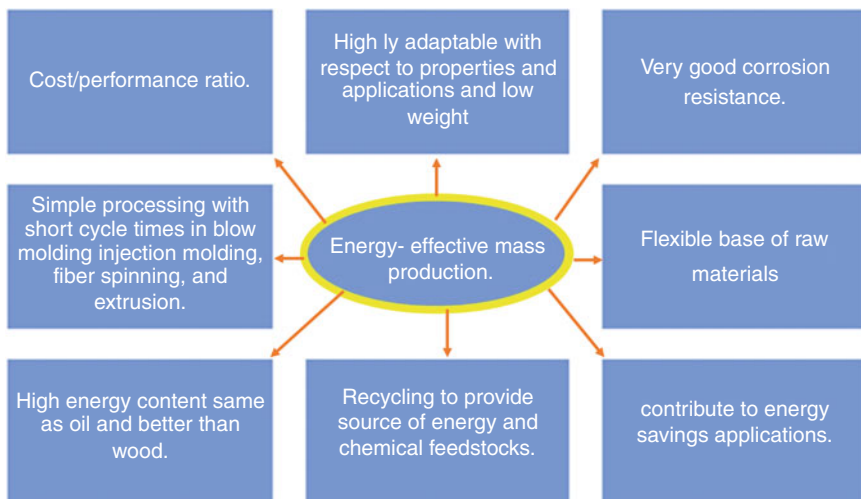 Cost/performance ratio.
High ly adaptable with
respect to properties and
applications and low
weight
Very good corrosion
resistance.
Simple processing with
short cycle times in blow
molding injection molding,
fiber spinning, and
extrusion.
Energy- effective mass
production.
Flexible base of raw
materials
High energy content same
as oil and better than
wood.
Recycling to provide
source of energy and
chemical feedstocks.
contribute to energy
savings applications.